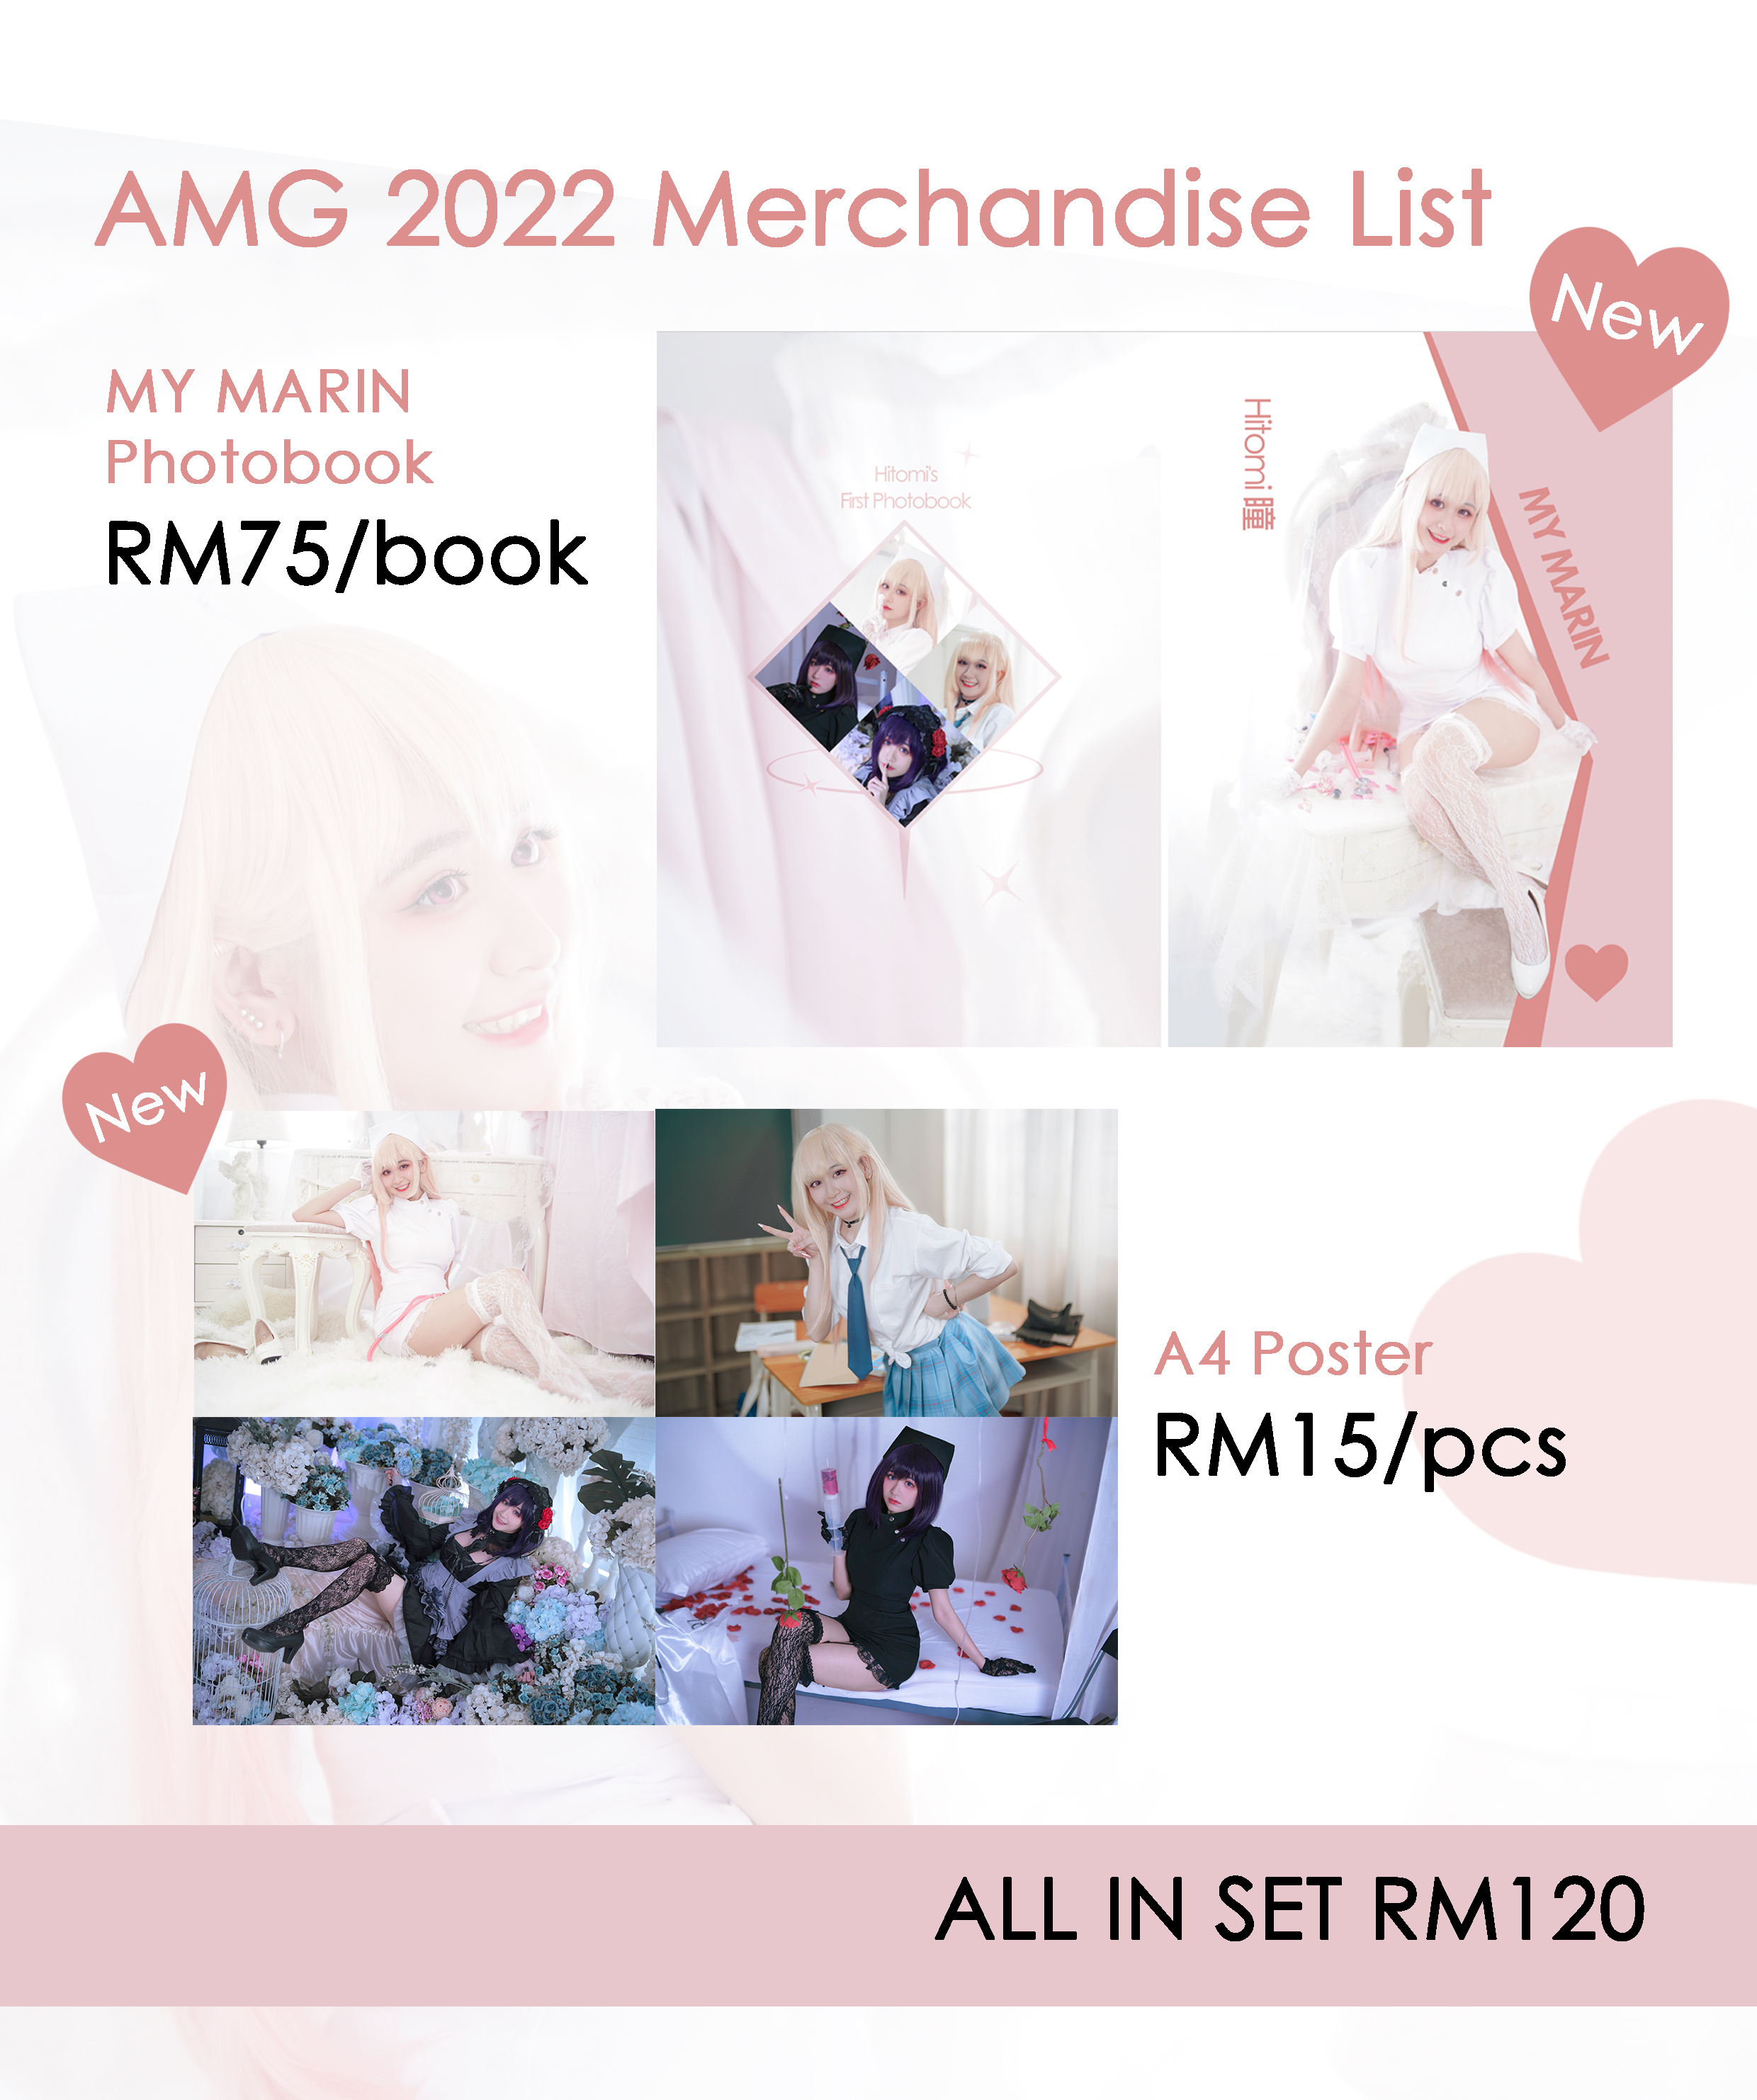 AMG 2022 Merchandise List
New
MY MARIN
Photobook
RM75/book
Hitomi's
First Photobook
Hitomi 瞳
MY MARIN
New
A4 Poster
RM15/pcs
ALL IN SET RM120